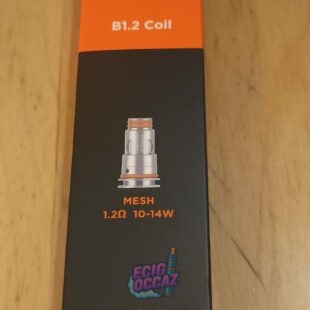 B1.2 Coil
MESH
1.2Ω 10-14W
ECIG
OCCAZ